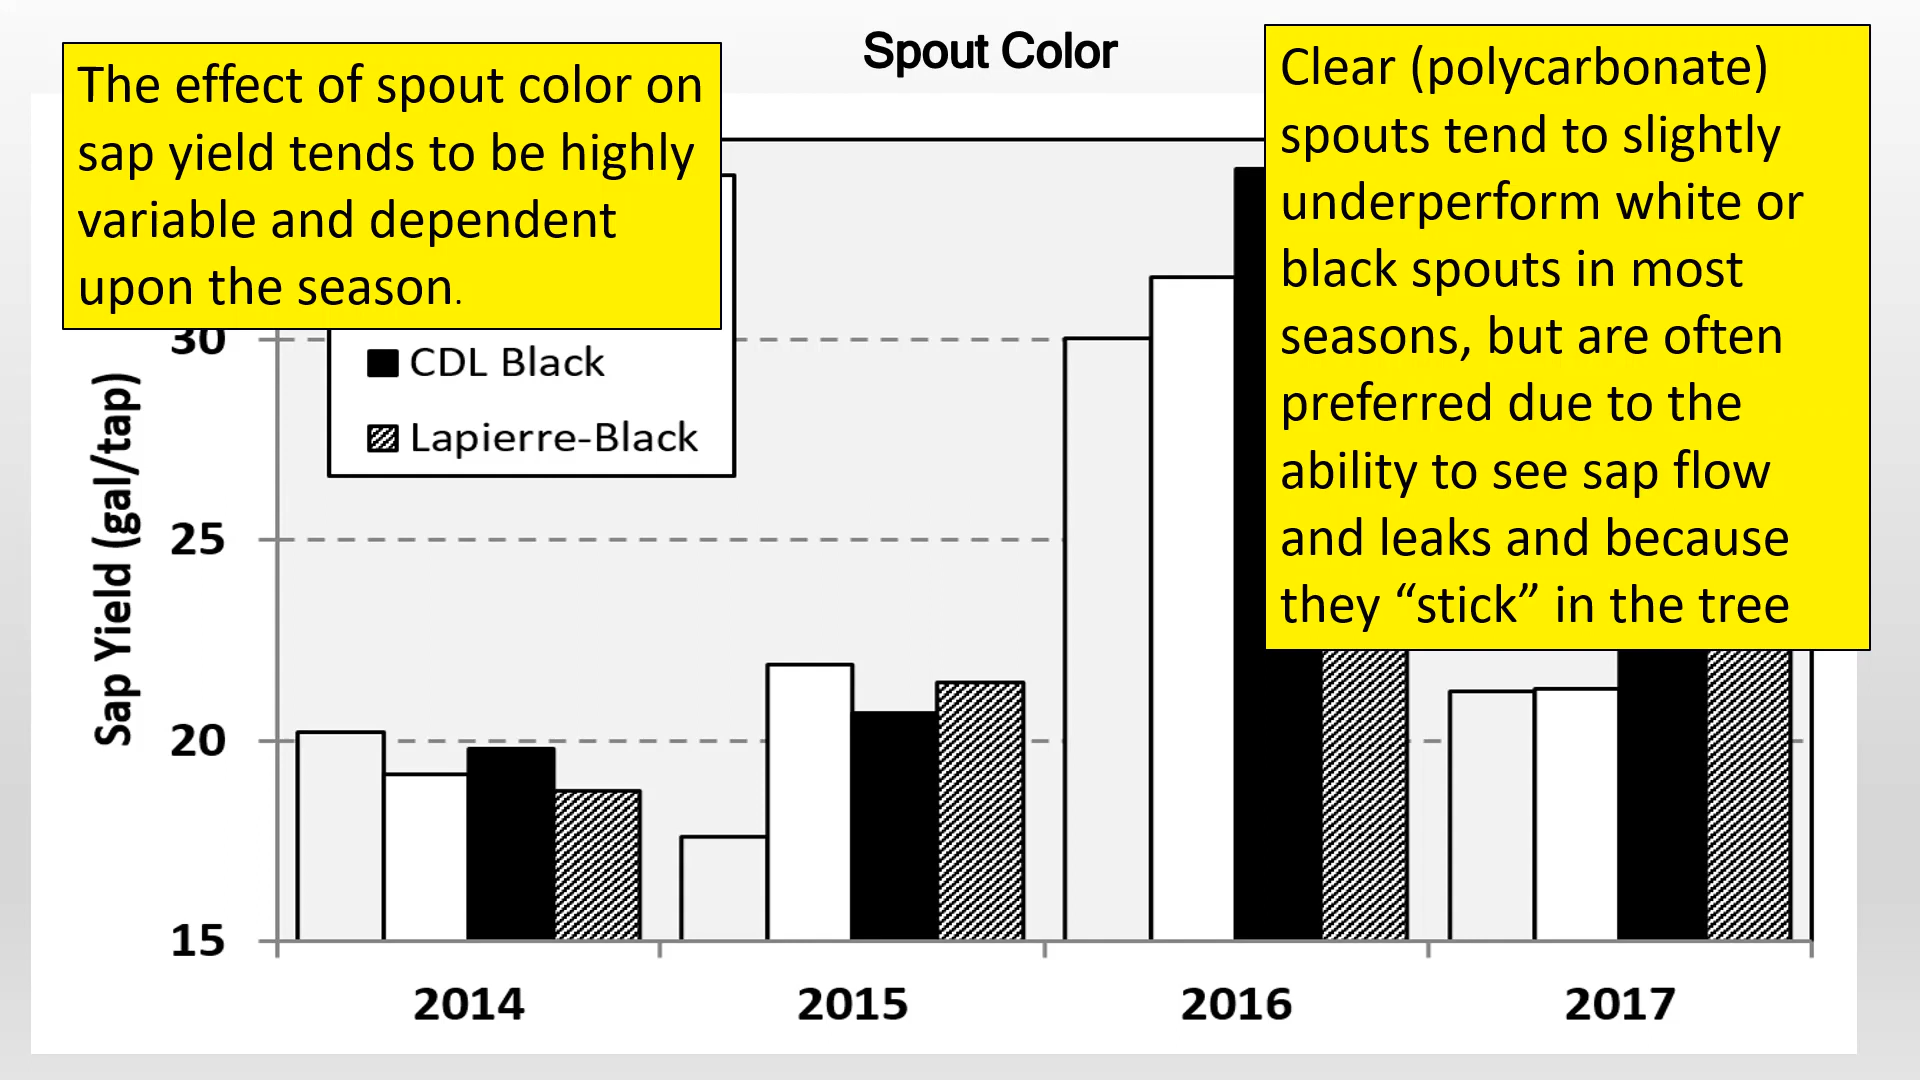 Spout Color
The effect of spout color on
sap yield tends to be highly
variable and dependent
upon the season.
Clear (polycarbonate)
spouts tend to slightly
underperform white or
black spouts in most
seasons, but are often
preferred due to the
ability to see sap flow
and leaks and because
they “stick” in the tree
CDL Black
Lapierre-Black
Sap Yield (gal/tap)
30
25
20
15
2014
2015
2016
2017